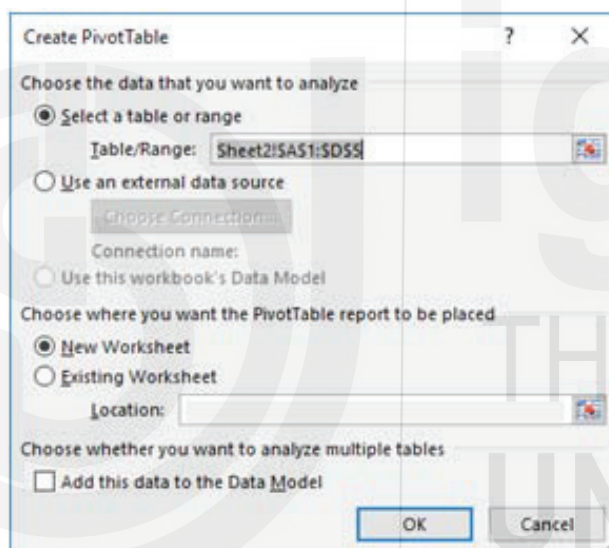 Create PivotTable ? ×
Choose the data that you want to analyze
Select a table or range
Table/Range: Sheet2!$A$1:$D$5
Use an external data source
Choose Connection...
Connection name:
Use this workbook's Data Model
Choose where you want the PivotTable report to be placed
New Worksheet
Existing Worksheet
Location:
Choose whether you want to analyze multiple tables
Add this data to the Data Model
OK Cancel